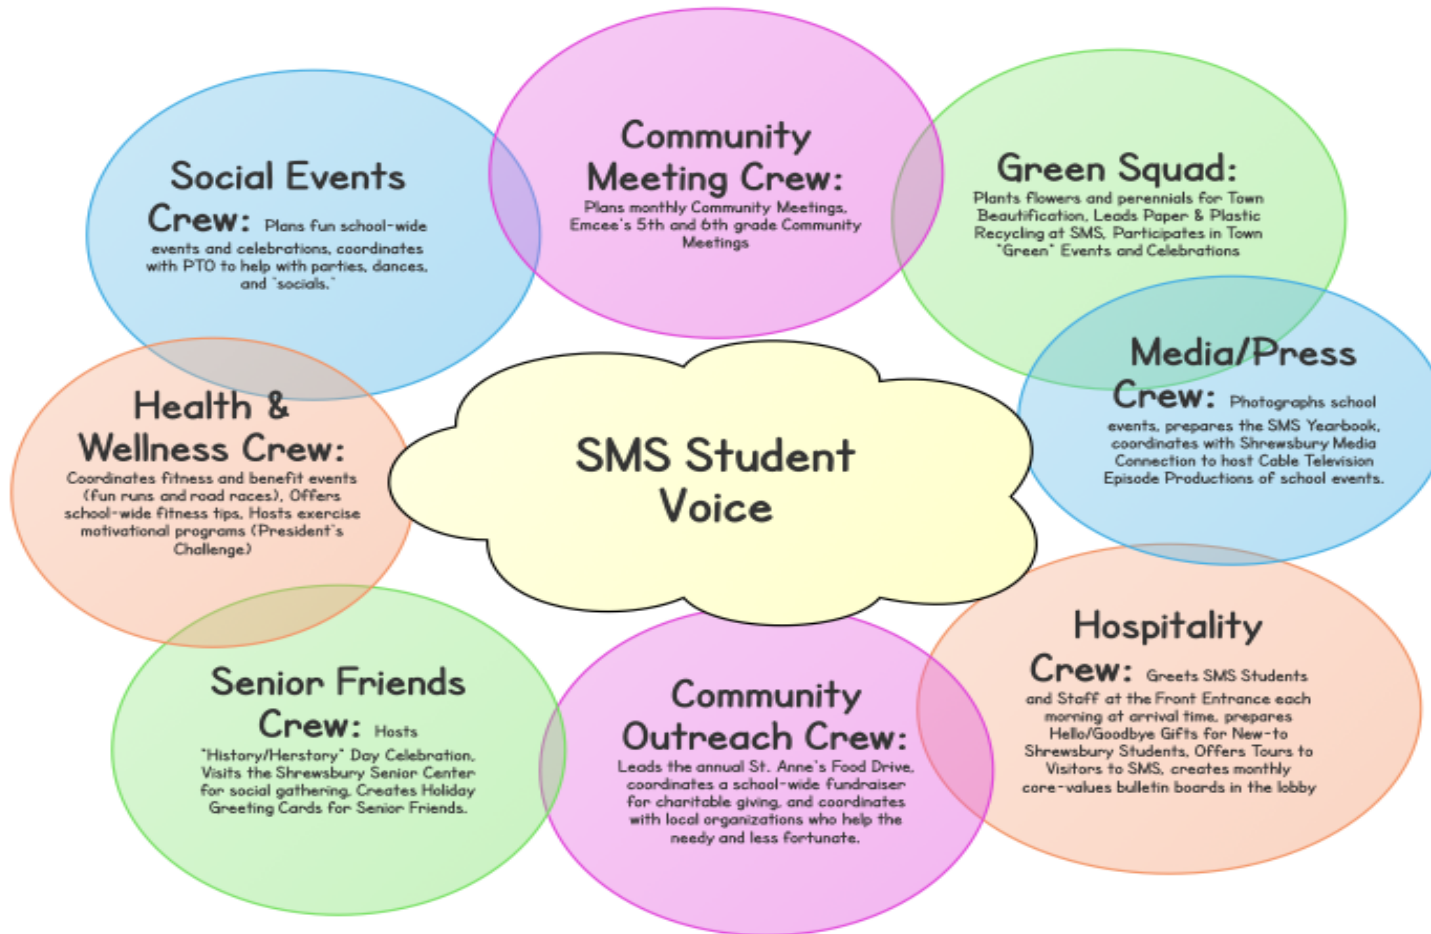 Social Events
Crew: Plans fun school-wide
events and celebrations, coordinates
with PTO to help with parties, dances,
and "socials."
Community
Meeting Crew:
Plans monthly Community Meetings,
Emcee's 5th and 6th grade Community
Meetings
Green Squad:
Plants flowers and perennials for Town
Beautification, Leads Paper & Plastic
Recycling at SMS, Participates in Town
"Green" Events and Celebrations
Media/Press
Crew: Photographs school
events, prepares the SMS Yearbook,
coordinates with Shrewsbury Media
Connection to host Cable Television
Episode Productions of school events.
Health &
Wellness Crew:
Coordinates fitness and benefit events
(fun runs and road races), Offers
school-wide fitness tips, Hosts exercise
motivational programs (President's
Challenge)
SMS Student
Voice
Senior Friends
Crew: Hosts
"History/Herstory" Day Celebration,
Visits the Shrewsbury Senior Center
for social gathering, Creates Holiday
Greeting Cards for Senior Friends.
Community
Outreach Crew:
Leads the annual St. Anne's Food Drive,
coordinates a school-wide fundraiser
for charitable giving, and coordinates
with local organizations who help the
needy and less fortunate.
Hospitality
Crew: Greets SMS Students
and Staff at the Front Entrance each
morning at arrival time, prepares
Hello/Goodbye Gifts for New-to
Shrewsbury Students, Offers Tours to
Visitors to SMS, creates monthly
core-values bulletin boards in the lobby